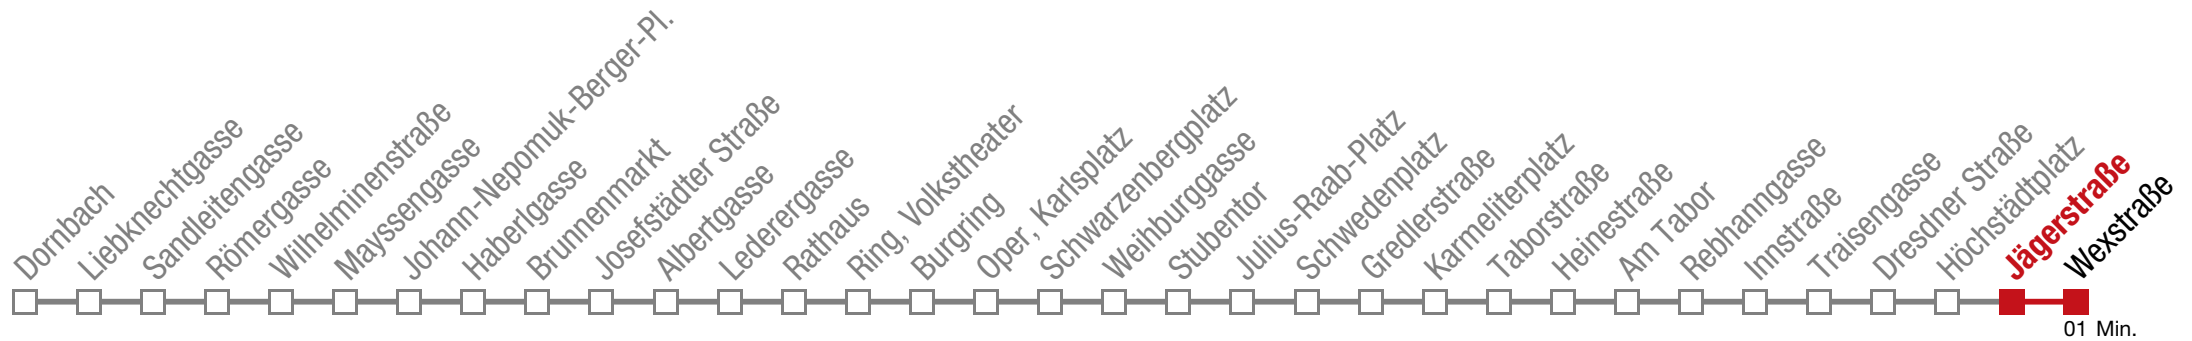 Dornbach
Liebknechtgasse
Sandleitengasse
Römergasse
Wilhelminenstraße
Mayssengasse
Johann-Nepomuk-Berger-Pl.
Haberlgasse
Brunnenmarkt
Josefstädter Straße
Albertgasse
Lederergasse
Rathaus
Ring, Volkstheater
Burgring
Oper, Karlsplatz
Schwarzenbergplatz
Weihburggasse
Stubentor
Julius-Raab-Platz
Schwedenplatz
Gredlerstraße
Karmeliterplatz
Taborstraße
Heinestraße
Am Tabor
Rebhanngasse
Innstraße
Traisengasse
Dresdner Straße
Höchstädtplatz
Jägerstraße
Wexstraße
01 Min.